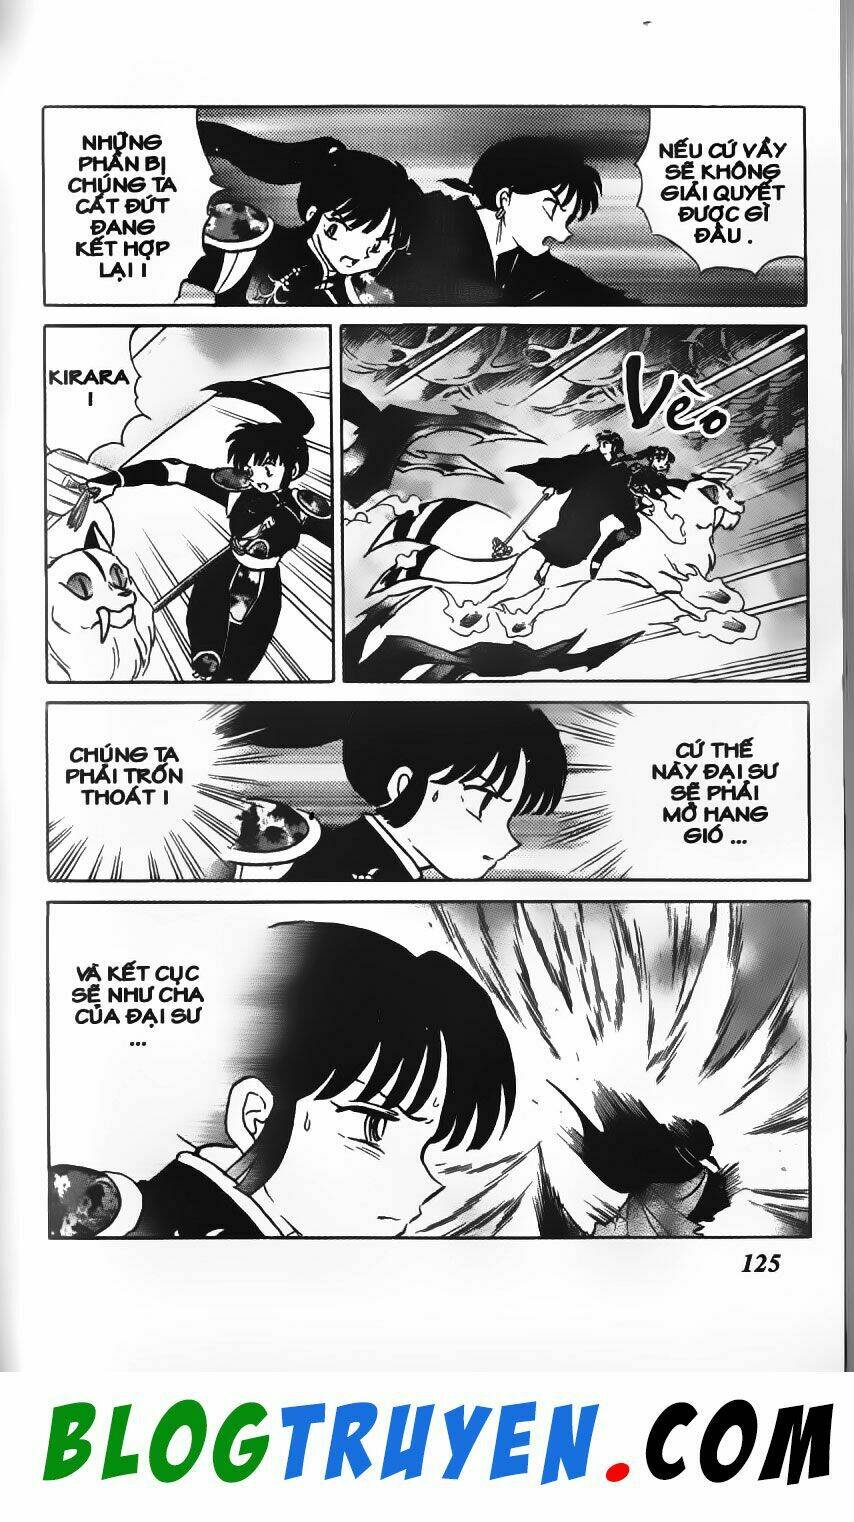 NẾU CỨ VẦY
SẼ KHÔNG
GIẢI QUYẾT
ĐƯỢC GÌ
ĐÂU .
NHỮNG
PHẦN BỊ
CHÚNG TA
CẮT ĐỨT
ĐANG
KẾT HỢP
LẠI !
Vèo
KIRARA
!
CỨ THẾ
NÀY ĐẠI SƯ
SẼ PHẢI
MỞ HANG
GIÓ ...
CHÚNG TA
PHẢI TRỐN
THOÁT !
VÀ KẾT CỤC
SẼ NHƯ CHA
CỦA ĐẠI SƯ
...
125
BLOGTRUYEN.COM